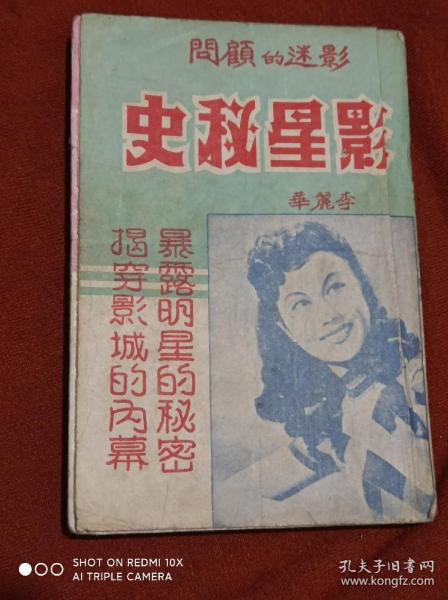 影迷的顧問
影星秘史
李麗華
暴露明星的秘密
揭穿影城的內幕
SHOT ON REDMI 10X
AI TRIPLE CAMERA
孔夫子旧书网
www.kongfz.com